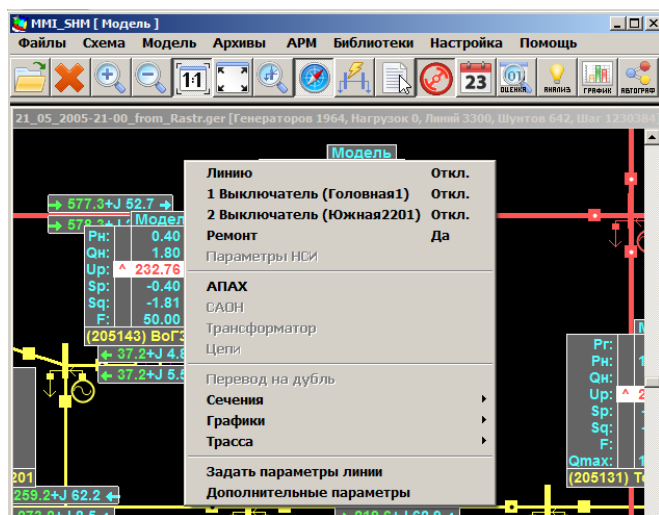 MMI_SHM [ Модель ]
Файлы Схема Модель Архивы АРМ Библиотеки Настройка Помощь
1:1 23 ОЦЕНКА АНАЛИЗ ГРАФИК АВТОГРАФ
21_05_2005-21-00_from_Rastr.ger [Генераторов 1964, Нагрузок 0, Линий 3300, Шунтов 642, Шаг 1230384
Модель
577.3+J 52.7
Линию Откл.
1 Выключатель (Головная1) Откл.
2 Выключатель (Южная2201) Откл.
Ремонт Да
Параметры НСИ
АПАХ
САОН
Трансформатор
Цепи
Перевод на дубль
Сечения
Графики
Трасса
Задать параметры линии
Дополнительные параметры
Рн: 0.40
Qн: 1.80
Up: ^ 232.76
Sp: -0.40
Sq: -1.81
F: 50.00
(205143)
37.2+J
37.2+J
Рг:
Рн:
Qн:
Up: ^
Sp:
Sq:
F:
Qmax:
(205131)
259.2+J 62.2